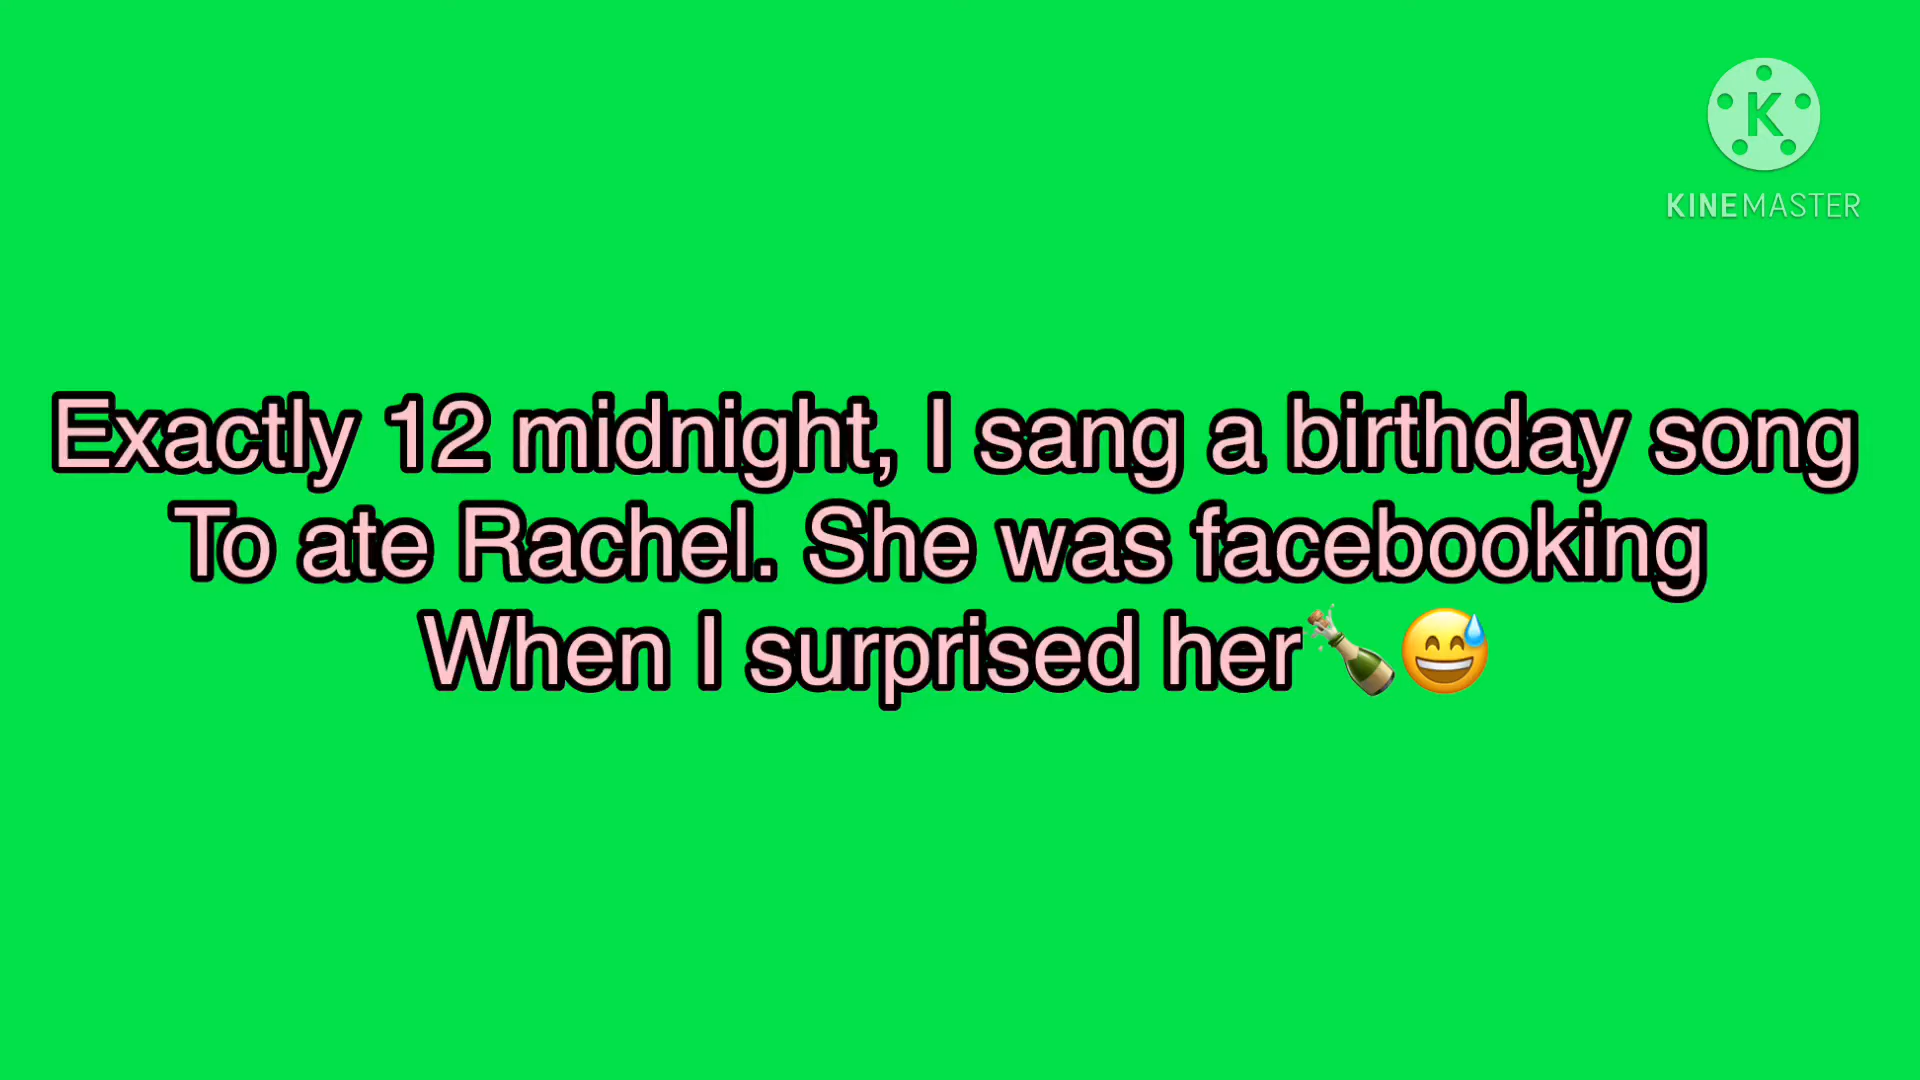 K
KINEMASTER
Exactly 12 midnight, I sang a birthday song
To ate Rachel. She was facebooking
When I surprised her🍾😅